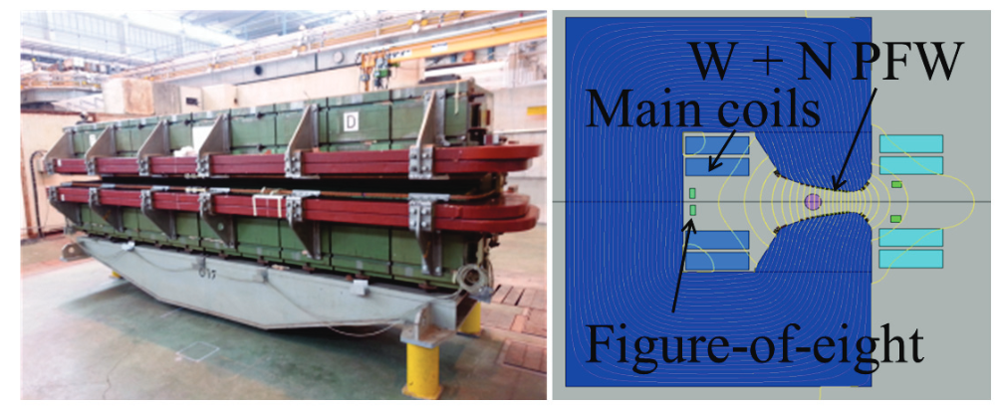 D
W + N PFW
Main coils
Figure-of-eight